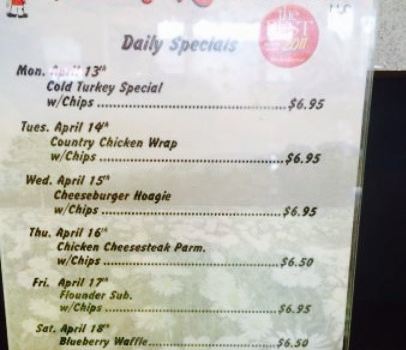 the
BEST
2011
Daily Specials
Mon. April 13th
Cold Turkey Special
w/Chips ........................................ $6.95
Tues. April 14th
Country Chicken Wrap
w/Chips ........................................ $6.95
Wed. April 15th
Cheeseburger Hoagie
w/Chips ........................................ $6.95
Thu. April 16th
Chicken Cheesesteak Parm.
w/Chips ........................................ $6.50
Fri. April 17th
Flounder Sub.
w/Chips ........................................ $6.95
Sat. April 18th
Blueberry Waffle........................... $6.50